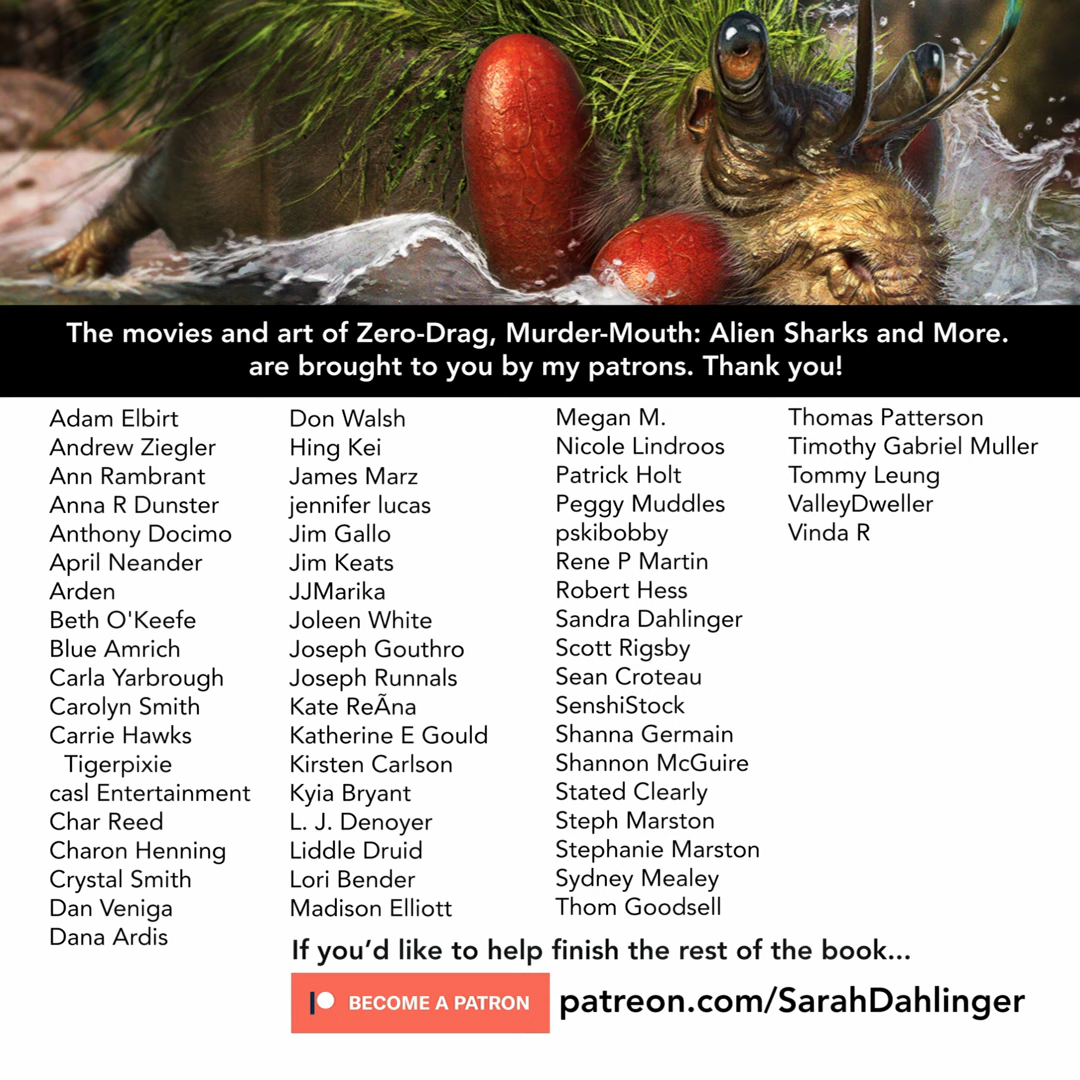 The movies and art of Zero-Drag, Murder-Mouth: Alien Sharks and More.
are brought to you by my patrons. Thank you!
Adam Elbirt
Andrew Ziegler
Ann Rambrant
Anna R Dunster
Anthony Docimo
April Neander
Arden
Beth O'Keefe
Blue Amrich
Carla Yarbrough
Carolyn Smith
Carrie Hawks
Tigerpixie
casl Entertainment
Char Reed
Charon Henning
Crystal Smith
Dan Veniga
Dana Ardis
Don Walsh
Hing Kei
James Marz
jennifer lucas
Jim Gallo
Jim Keats
JJMarika
Joleen White
Joseph Gouthro
Joseph Runnals
Kate ReÃna
Katherine E Gould
Kirsten Carlson
Kyia Bryant
L. J. Denoyer
Liddle Druid
Lori Bender
Madison Elliott
Megan M.
Nicole Lindroos
Patrick Holt
Peggy Muddles
pskibobby
Rene P Martin
Robert Hess
Sandra Dahlinger
Scott Rigsby
Sean Croteau
SenshiStock
Shanna Germain
Shannon McGuire
Stated Clearly
Steph Marston
Stephanie Marston
Sydney Mealey
Thom Goodsell
Thomas Patterson
Timothy Gabriel Muller
Tommy Leung
ValleyDweller
Vinda R
If you’d like to help finish the rest of the book...
BECOME A PATRON
patreon.com/SarahDahlinger